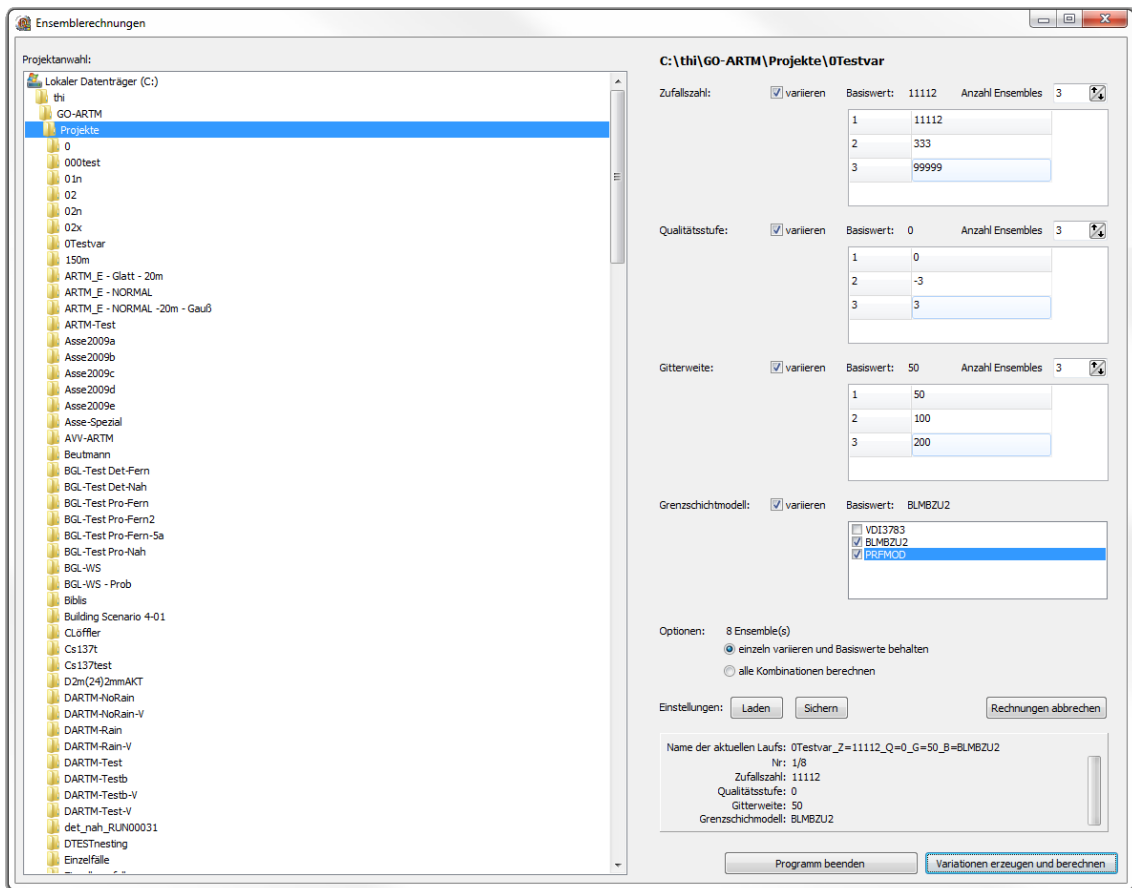 Ensemblerechnungen
Projektanwahl:
Lokaler Datenträger (C:)
thi
GO-ARTM
Projekte
0
000test
01n
02
02n
02x
0Testvar
150m
ARTM_E - Glatt - 20m
ARTM_E - NORMAL
ARTM_E - NORMAL -20m - Gauß
ARTM-Test
Asse2009a
Asse2009b
Asse2009c
Asse2009d
Asse2009e
Asse-Spezial
AVV-ARTM
Beutmann
BGL-Test Det-Fern
BGL-Test Det-Nah
BGL-Test Pro-Fern
BGL-Test Pro-Fern2
BGL-Test Pro-Fern-5a
BGL-Test Pro-Nah
BGL-WS
BGL-WS - Prob
Biblis
Building Scenario 4-01
CLöffler
Cs137t
Cs137test
D2m(24)2mmAKT
DARTM-NoRain
DARTM-NoRain-V
DARTM-Rain
DARTM-Rain-V
DARTM-Test
DARTM-Testb
DARTM-Testb-V
DARTM-Test-V
det_nah_RUN00031
DTESTnesting
Einzelfälle
C:\thi\GO-ARTM\Projekte\0Testvar
Zufallszahl: variieren Basiswert: 11112 Anzahl Ensembles 3
1 11112
2 333
3 99999
Qualitätsstufe: variieren Basiswert: 0 Anzahl Ensembles 3
1 0
2 -3
3 3
Gitterweite: variieren Basiswert: 50 Anzahl Ensembles 3
1 50
2 100
3 200
Grenzschichtmodell: variieren Basiswert: BLMBZU2
VDI3783
BLMBZU2
PRFMOD
Optionen: 8 Ensemble(s)
einzeln variieren und Basiswerte behalten
alle Kombinationen berechnen
Einstellungen: Laden Sichern Rechnungen abbrechen
Name der aktuellen Laufs: 0Testvar_Z=11112_Q=0_G=50_B=BLMBZU2
Nr: 1/8
Zufallszahl: 11112
Qualitätsstufe: 0
Gitterweite: 50
Grenzschichmodell: BLMBZU2
Programm beenden Variationen erzeugen und berechnen